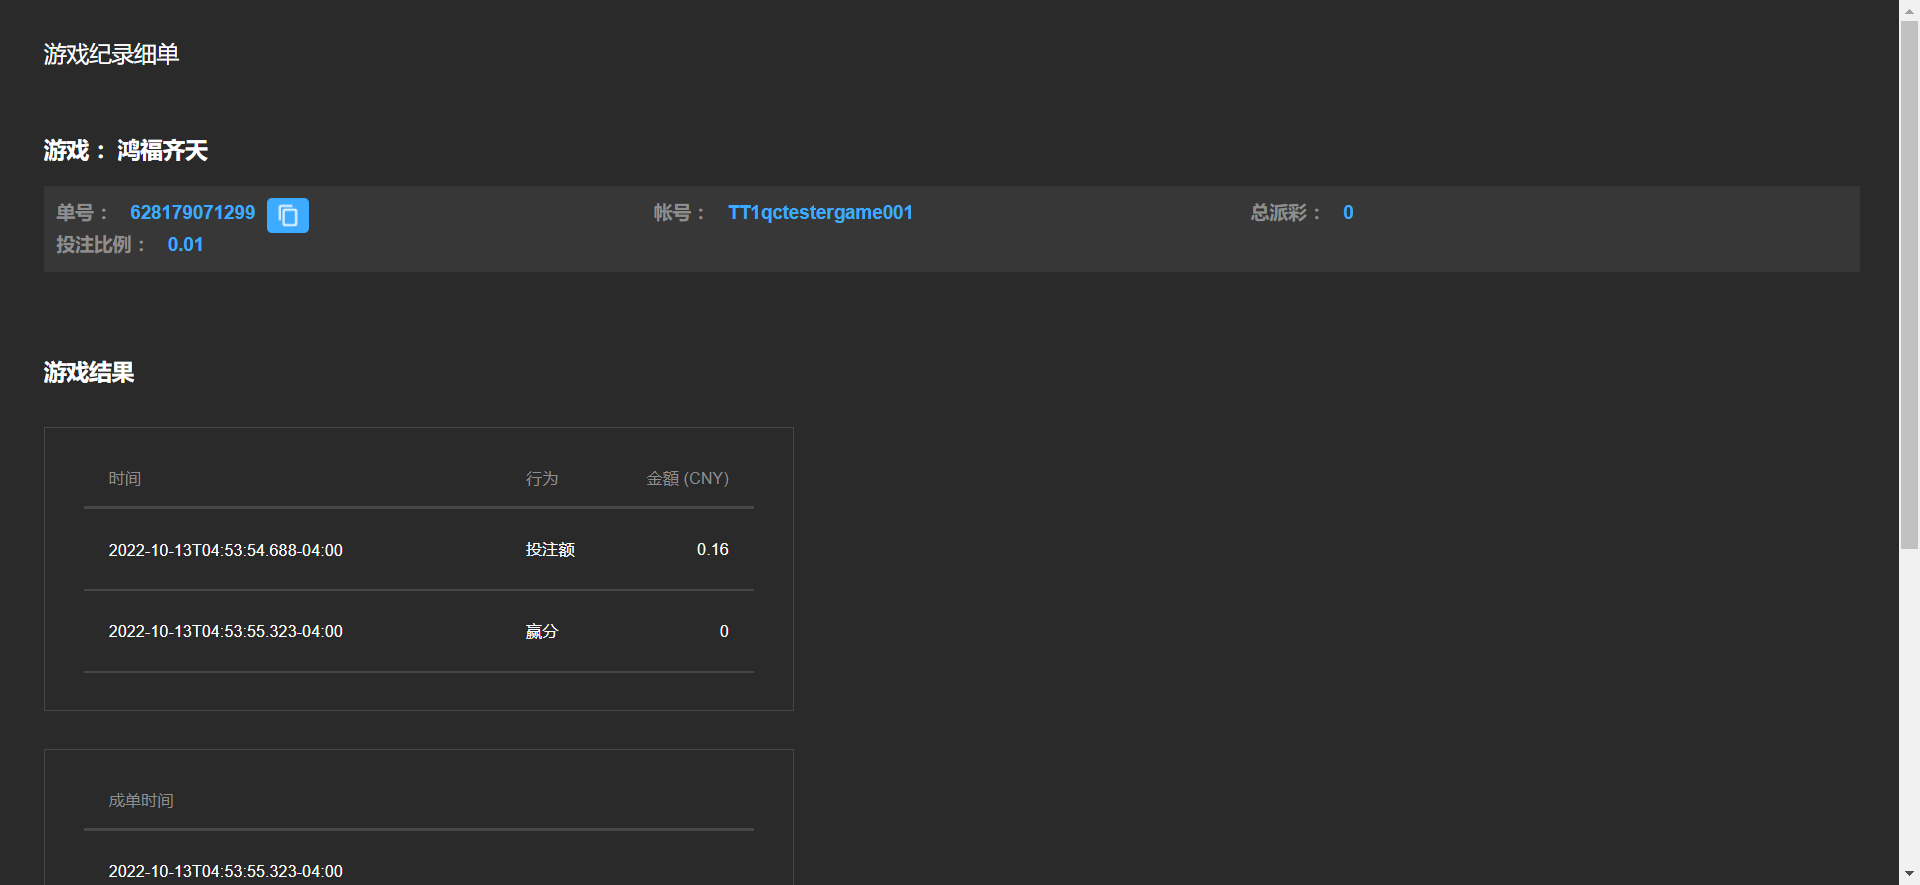 游戏纪录细单
游戏： 鸿福齐天
单号： 628179071299 帐号： TT1qctestergame001 总派彩： 0
投注比例： 0.01
游戏结果
时间 行为 金額 (CNY)
2022-10-13T04:53:54.688-04:00 投注额 0.16
2022-10-13T04:53:55.323-04:00 赢分 0
成单时间
2022-10-13T04:53:55.323-04:00